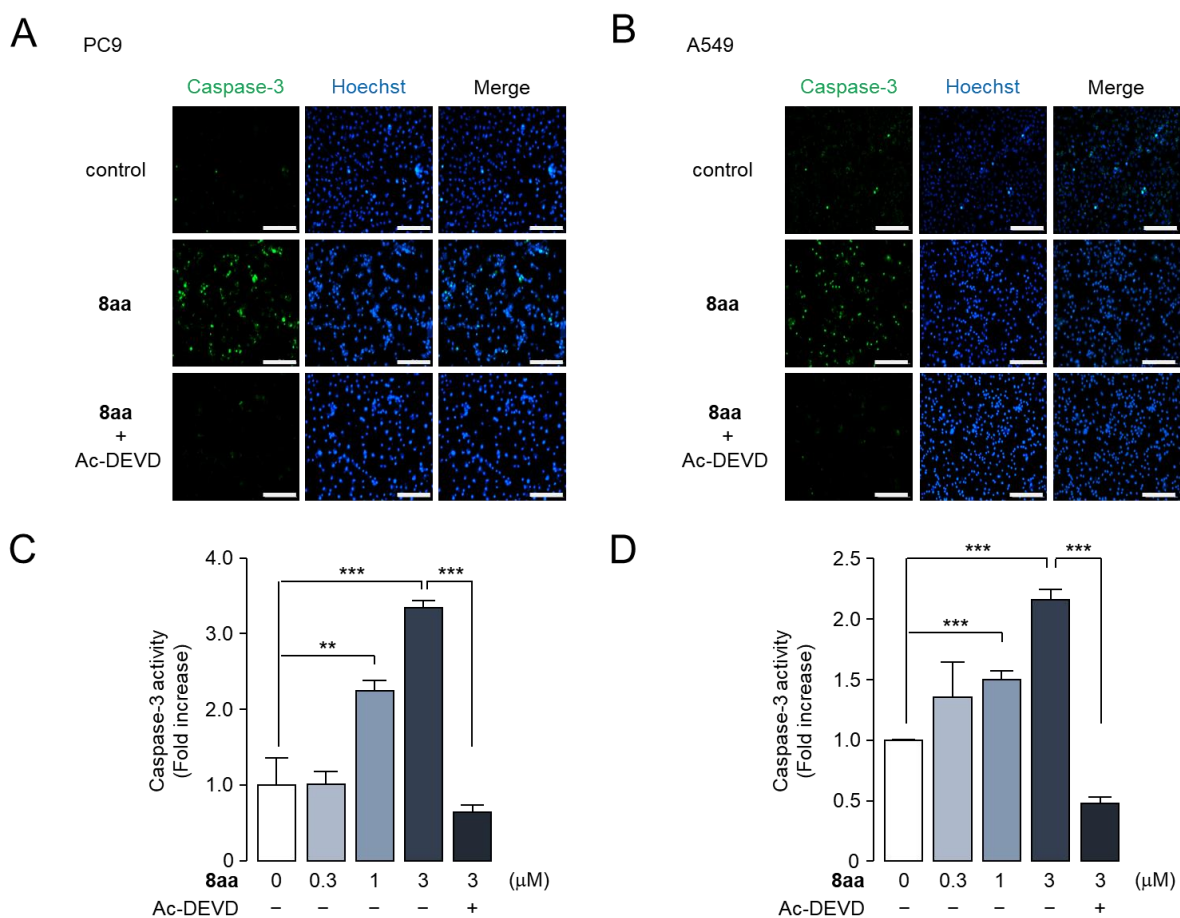 A
PC9
Caspase-3 Hoechst Merge
control
8aa
8aa
+
Ac-DEVD
B
A549
Caspase-3 Hoechst Merge
control
8aa
8aa
+
Ac-DEVD
C
Caspase-3 activity
(Fold increase)
4.0
3.0
2.0
1.0
0
***
***
**
8aa 0 0.3 1 3 3 (μM)
Ac-DEVD – – – – +
D
Caspase-3 activity
(Fold increase)
2.5
2.0
1.5
1.0
0.5
0
***
***
***
8aa 0 0.3 1 3 3 (μM)
Ac-DEVD – – – – +